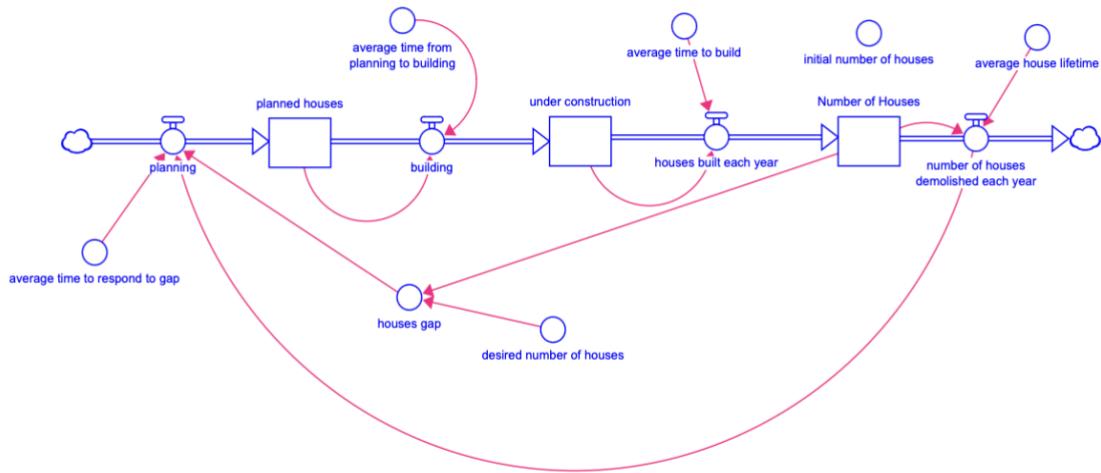 average time from
planning to building
average time to build
initial number of houses
average house lifetime
planned houses
under construction
Number of Houses
planning
building
houses built each year
number of houses
demolished each year
average time to respond to gap
houses gap
desired number of houses